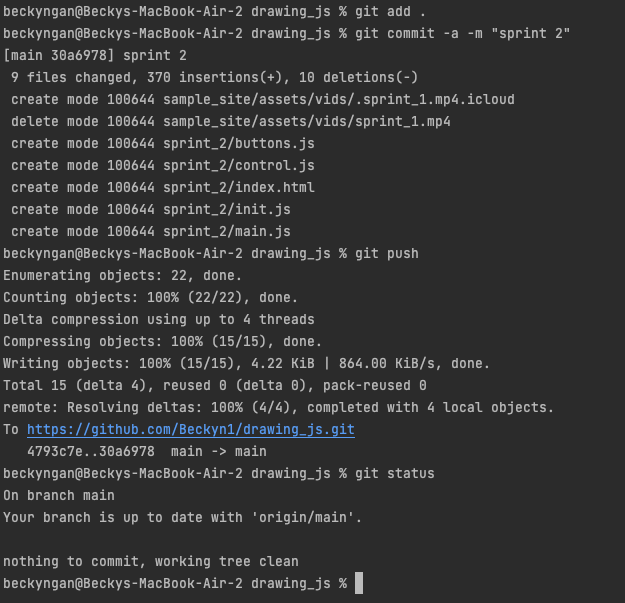 beckyngan@Beckys-MacBook-Air-2 drawing_js % git add .
beckyngan@Beckys-MacBook-Air-2 drawing_js % git commit -a -m "sprint 2"
[main 30a6978] sprint 2
 9 files changed, 370 insertions(+), 10 deletions(-)
 create mode 100644 sample_site/assets/vids/.sprint_1.mp4.icloud
 delete mode 100644 sample_site/assets/vids/sprint_1.mp4
 create mode 100644 sprint_2/buttons.js
 create mode 100644 sprint_2/control.js
 create mode 100644 sprint_2/index.html
 create mode 100644 sprint_2/init.js
 create mode 100644 sprint_2/main.js
beckyngan@Beckys-MacBook-Air-2 drawing_js % git push
Enumerating objects: 22, done.
Counting objects: 100% (22/22), done.
Delta compression using up to 4 threads
Compressing objects: 100% (15/15), done.
Writing objects: 100% (15/15), 4.22 KiB | 864.00 KiB/s, done.
Total 15 (delta 4), reused 0 (delta 0), pack-reused 0
remote: Resolving deltas: 100% (4/4), completed with 4 local objects.
To https://github.com/Beckyn1/drawing_js.git
   4793c7e..30a6978  main -> main
beckyngan@Beckys-MacBook-Air-2 drawing_js % git status
On branch main
Your branch is up to date with 'origin/main'.

nothing to commit, working tree clean
beckyngan@Beckys-MacBook-Air-2 drawing_js %